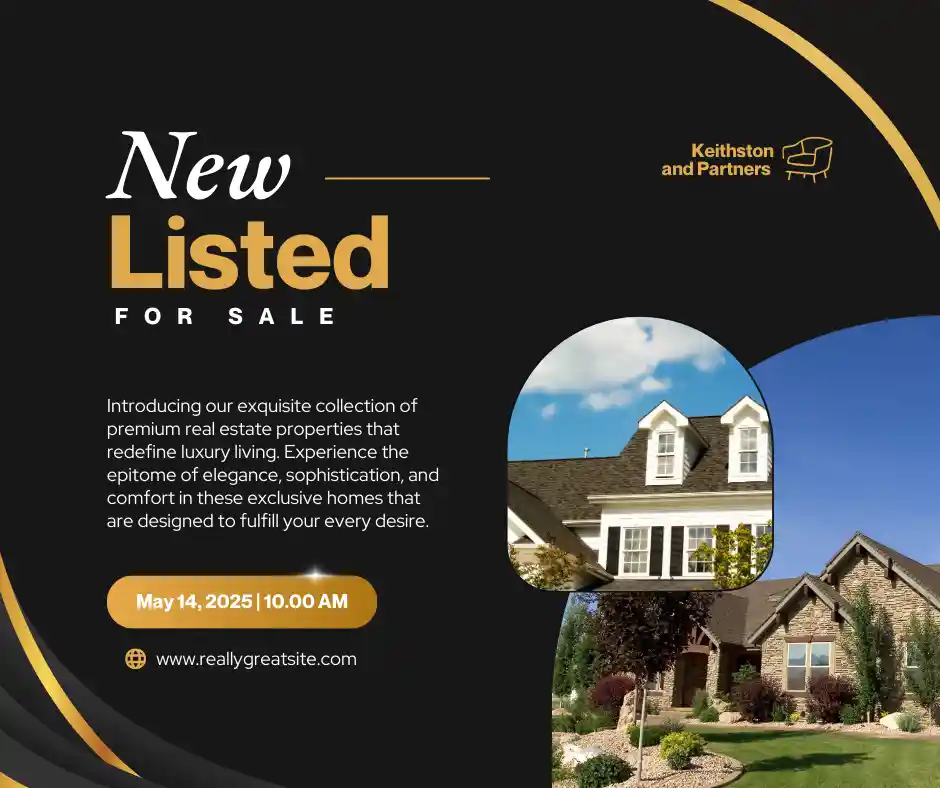 New
Listed
FOR SALE
Keithston
and Partners
Introducing our exquisite collection of
premium real estate properties that
redefine luxury living. Experience the
epitome of elegance, sophistication, and
comfort in these exclusive homes that
are designed to fulfill your every desire.
May 14, 2025 | 10.00 AM
www.reallygreatsite.com